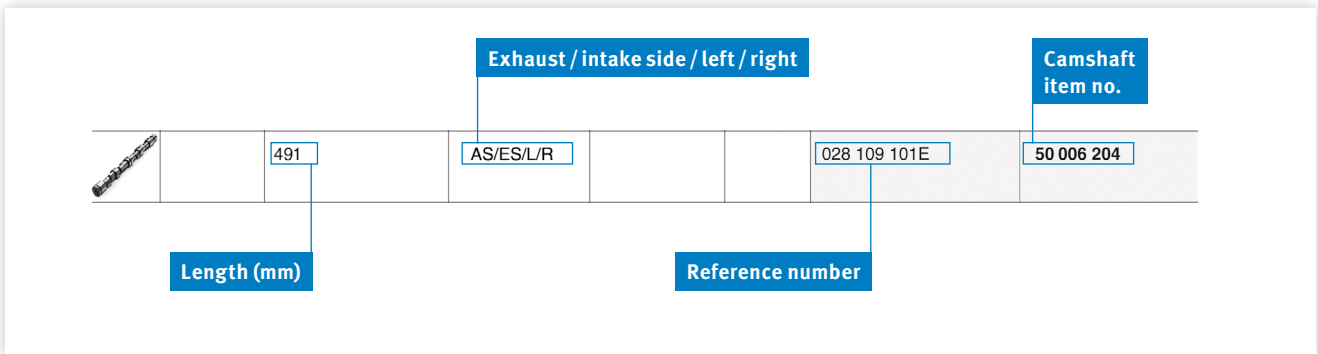 Exhaust / intake side / left / right
Camshaft
item no.
491
AS/ES/L/R
028 109 101E
50 006 204
Length (mm)
Reference number